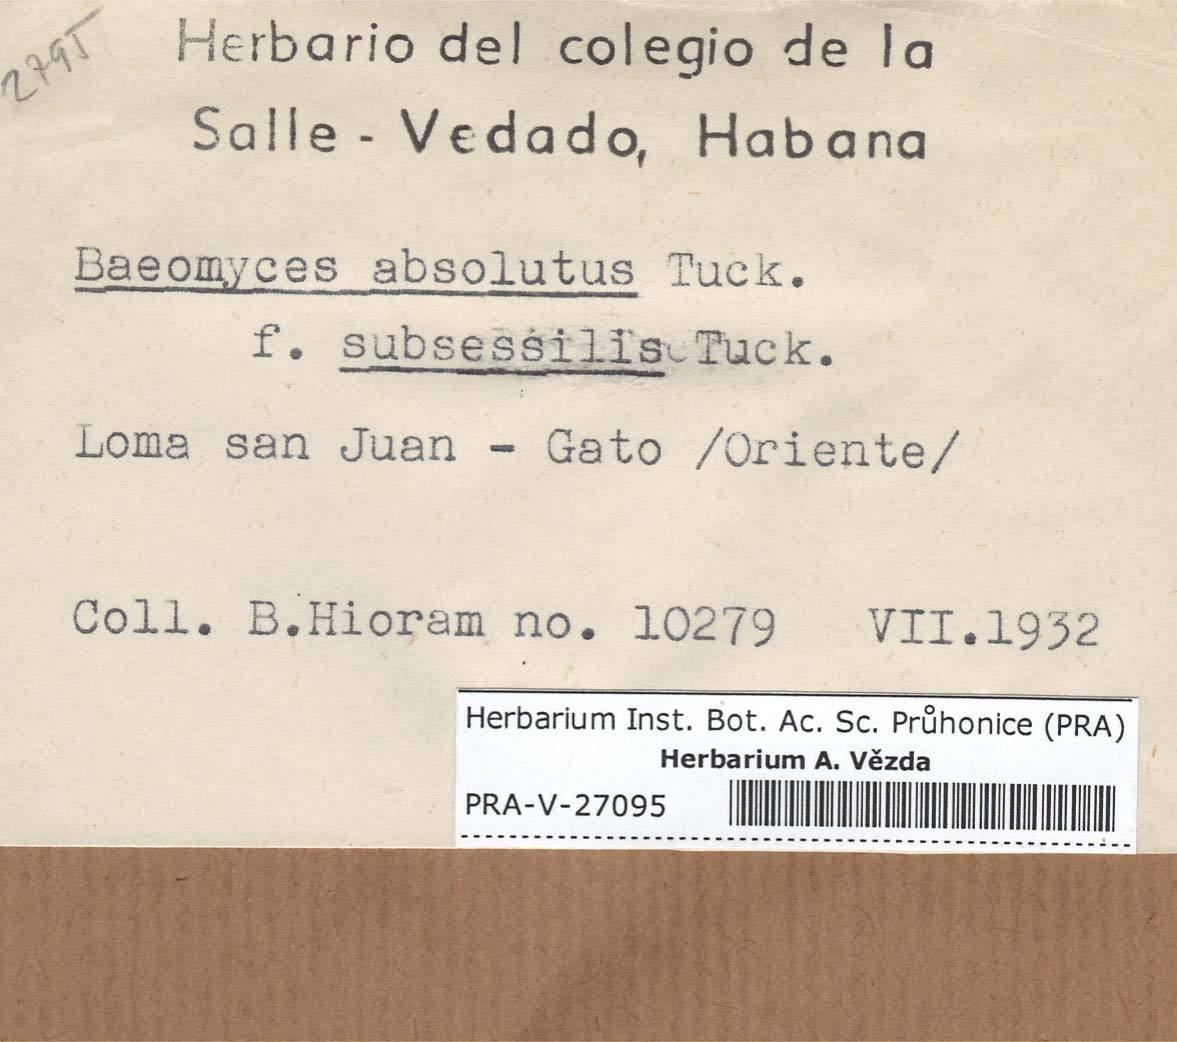 2795
Herbario del colegio de la
Salle - Vedado, Habana
Baeomyces absolutus Tuck.
f. subsessilis Tuck.
Loma san Juan - Gato /Oriente/
Coll. B.Hioram no. 10279 VII.1932
Herbarium Inst. Bot. Ac. Sc. Průhonice (PRA)
Herbarium A. Vězda
PRA-V-27095